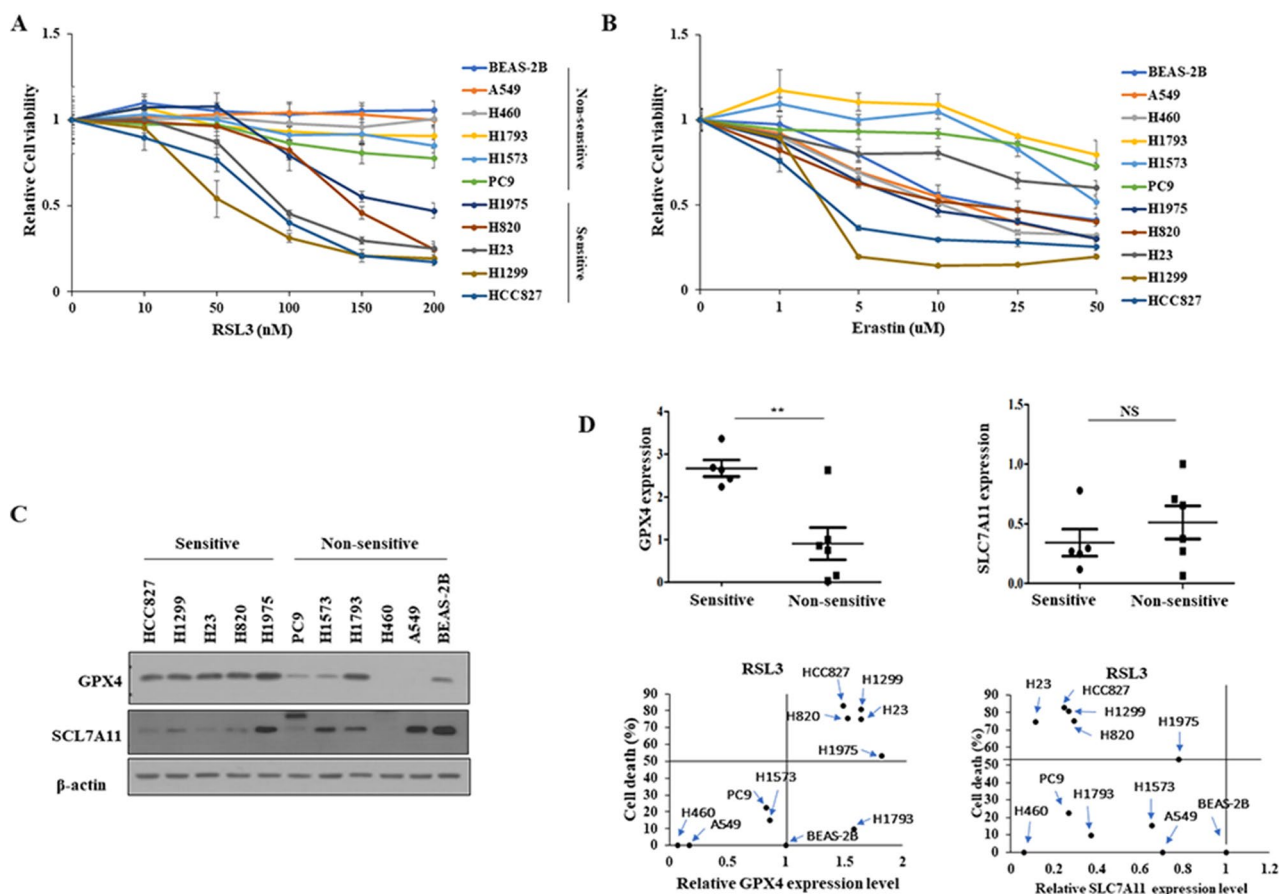 A
1.5
1
0.5
0
0
10
50
100
150
200
Relative Cell viability
RSL3 (nM)
BEAS-2B
A549
H460
H1793
H1573
PC9
H1975
H820
H23
H1299
HCC827
Non-sensitive
Sensitive
B
1.5
1
0.5
0
0
1
5
10
25
50
Relative Cell viability
Erastin (uM)
BEAS-2B
A549
H460
H1793
H1573
PC9
H1975
H820
H23
H1299
HCC827
C
Sensitive
Non-sensitive
HCC827
H1299
H23
H820
H1975
PC9
H1573
H1793
H460
A549
BEAS-2B
GPX4
SCL7A11
β-actin
D
4
3
2
1
0
GPX4 expression
**
Sensitive
Non-sensitive
1.5
1.0
0.5
0.0
SLC7A11 expression
NS
Sensitive
Non-sensitive
RSL3
90
80
70
60
50
40
30
20
10
0
Cell death (%)
HCC827
H1299
H820
H23
H1975
H1573
PC9
H460
A549
BEAS-2B
H1793
0
0.5
1
1.5
2
Relative GPX4 expression level
RSL3
90
80
70
60
50
40
30
20
10
0
Cell death (%)
H23
HCC827
H1299
H820
H1975
PC9
H1793
H1573
H460
A549
BEAS-2B
0
0.2
0.4
0.6
0.8
1
1.2
Relative SLC7A11 expression level